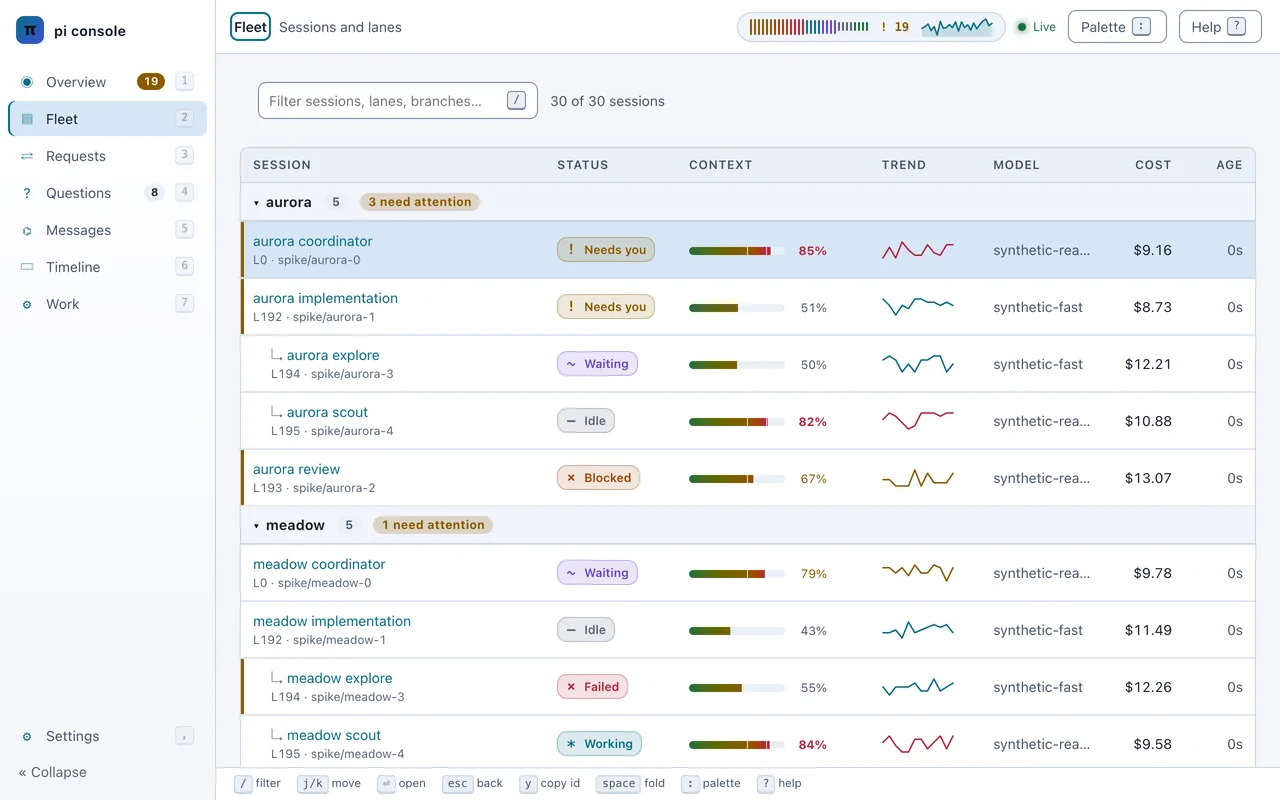 π pi console
Overview 19 1
Fleet 2
Requests 3
? Questions 8 4
Messages 5
Timeline 6
Work 7
Settings ,
« Collapse
Fleet Sessions and lanes
! 19
Live
Palette :
Help ?
Filter sessions, lanes, branches... /
30 of 30 sessions
SESSION STATUS CONTEXT TREND MODEL COST AGE
▾ aurora 5 3 need attention
aurora coordinator
L0 · spike/aurora-0
! Needs you 85% synthetic-rea... $9.16 0s
aurora implementation
L192 · spike/aurora-1
! Needs you 51% synthetic-fast $8.73 0s
aurora explore
L194 · spike/aurora-3
~ Waiting 50% synthetic-fast $12.21 0s
aurora scout
L195 · spike/aurora-4
— Idle 82% synthetic-rea... $10.88 0s
aurora review
L193 · spike/aurora-2
× Blocked 67% synthetic-rea... $13.07 0s
▾ meadow 5 1 need attention
meadow coordinator
L0 · spike/meadow-0
~ Waiting 79% synthetic-rea... $9.78 0s
meadow implementation
L192 · spike/meadow-1
— Idle 43% synthetic-fast $11.49 0s
meadow explore
L194 · spike/meadow-3
× Failed 55% synthetic-fast $12.26 0s
meadow scout
L195 · spike/meadow-4
* Working 84% synthetic-rea... $9.58 0s
/ filter j/k move ⏎ open esc back y copy id space fold : palette ? help